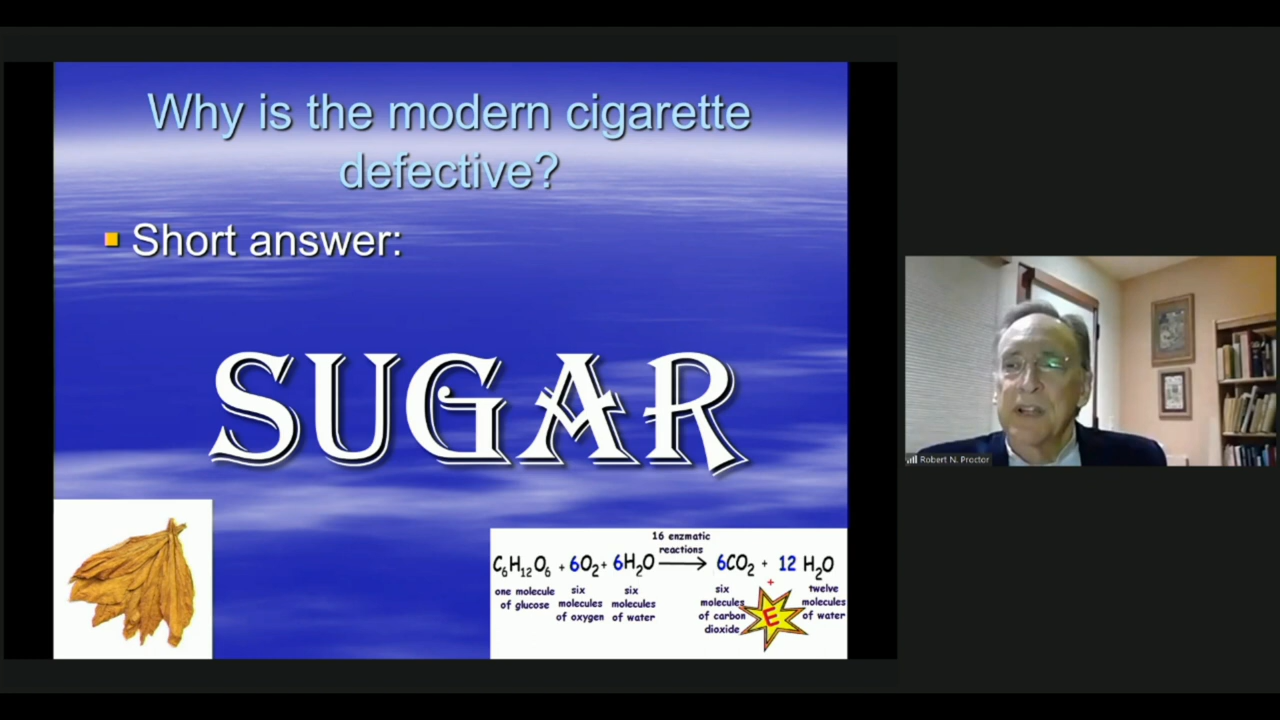 Why is the modern cigarette
defective?
Short answer:
SUGAR
16 enzmatic
reactions
C₆H₁₂O₆ + 6O₂ + 6H₂O → 6CO₂ + 12 H₂O
one molecule
of glucose
six
molecules
of oxygen
six
molecules
of water
six
molecules
of carbon
dioxide
+
E
twelve
molecules
of water
Robert N. Proctor